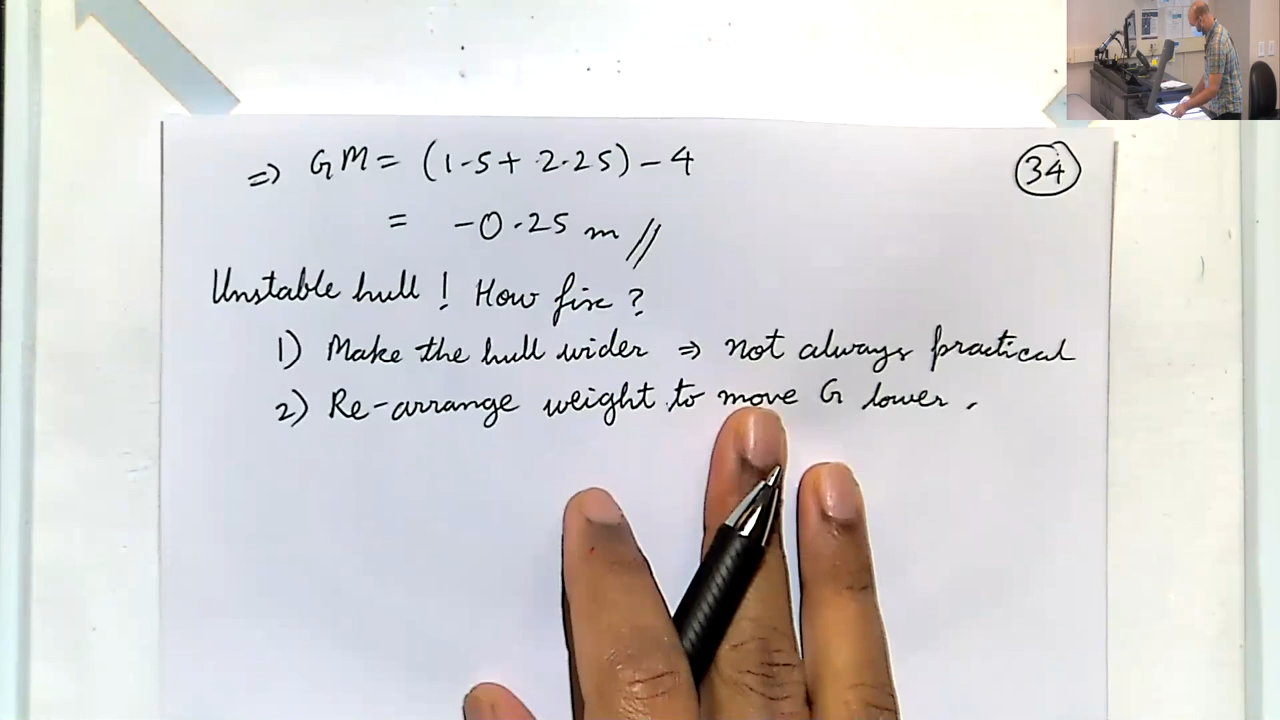 ⇒ GM = (1.5 + 2.25) - 4
34
= -0.25 m //
Unstable hull ! How fix ?
1) Make the hull wider ⇒ not always practical
2) Re-arrange weight to move G lower .